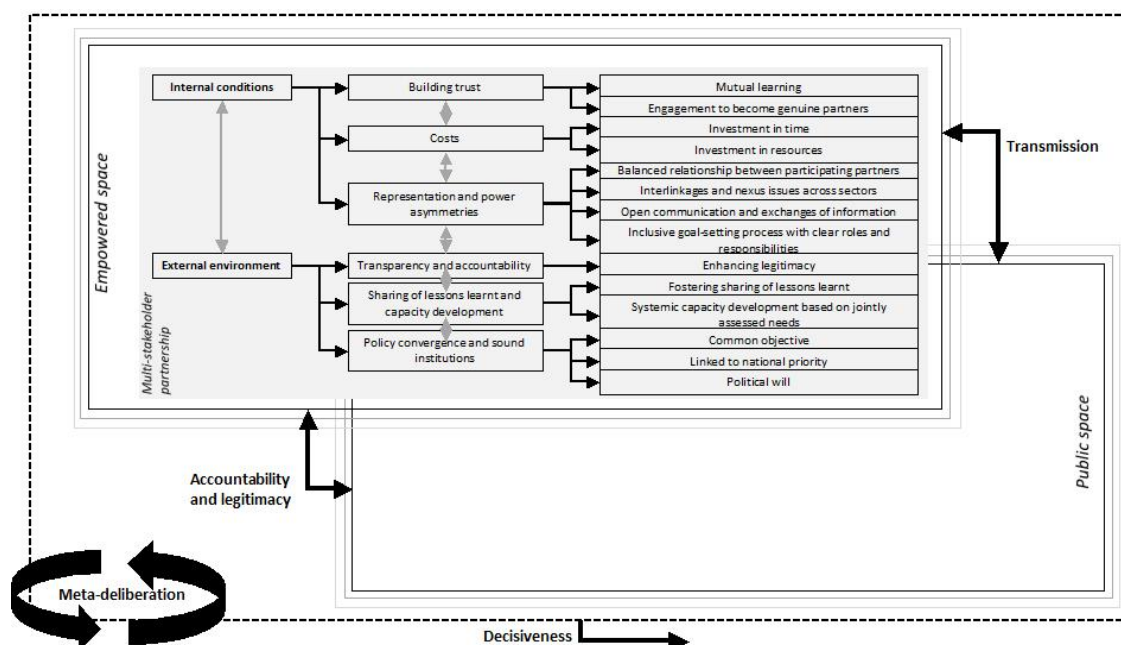 Internal conditions
Building trust
Mutual learning
Engagement to become genuine partners
Costs
Investment in time
Investment in resources
Representation and power
asymmetries
Balanced relationship between participating partners
Interlinkages and nexus issues across sectors
Open communication and exchanges of information
Inclusive goal-setting process with clear roles and
responsibilities
External environment
Transparency and accountability
Enhancing legitimacy
Sharing of lessons learnt and
capacity development
Fostering sharing of lessons learnt
Systemic capacity development based on jointly
assessed needs
Policy convergence and sound
institutions
Common objective
Linked to national priority
Political will
Empowered space
Multi-stakeholder
partnership
Transmission
Public space
Accountability
and legitimacy
Meta-deliberation
Decisiveness